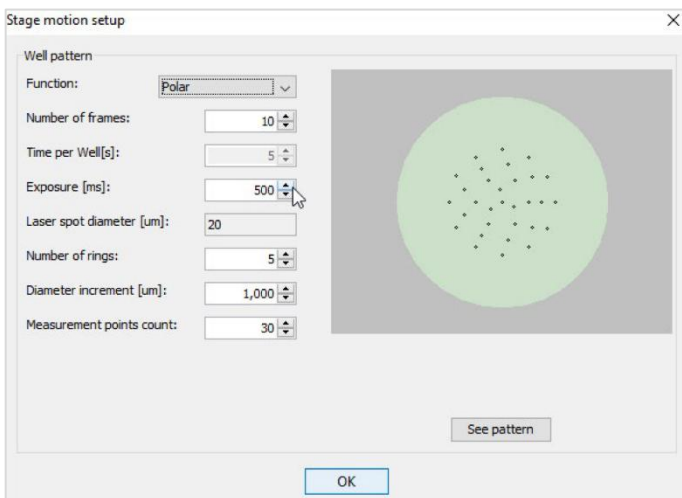 Stage motion setup
Well pattern
Function: Polar
Number of frames: 10
Time per Well[s]: 5
Exposure [ms]: 500
Laser spot diameter [um]: 20
Number of rings: 5
Diameter increment [um]: 1,000
Measurement points count: 30
See pattern
OK